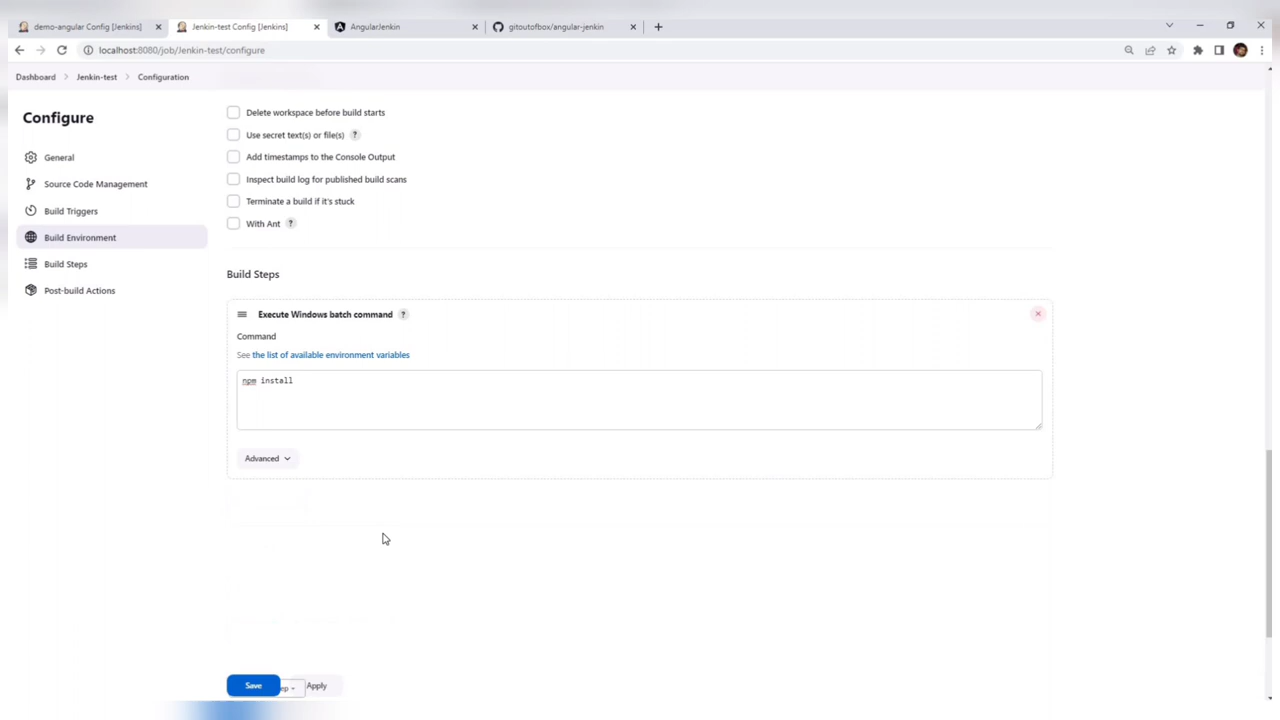 demo-angular Config [Jenkins]
Jenkin-test Config [Jenkins]
AngularJenkin
gitoutofbox/angular-jenkin
localhost:8080/job/Jenkin-test/configure
Dashboard
Jenkin-test
Configuration
Configure
General
Source Code Management
Build Triggers
Build Environment
Build Steps
Post-build Actions
Delete workspace before build starts
Use secret text(s) or file(s) ?
Add timestamps to the Console Output
Inspect build log for published build scans
Terminate a build if it's stuck
With Ant ?
Build Steps
Execute Windows batch command ?
Command
See the list of available environment variables
npm install
Advanced
Save
ep
Apply